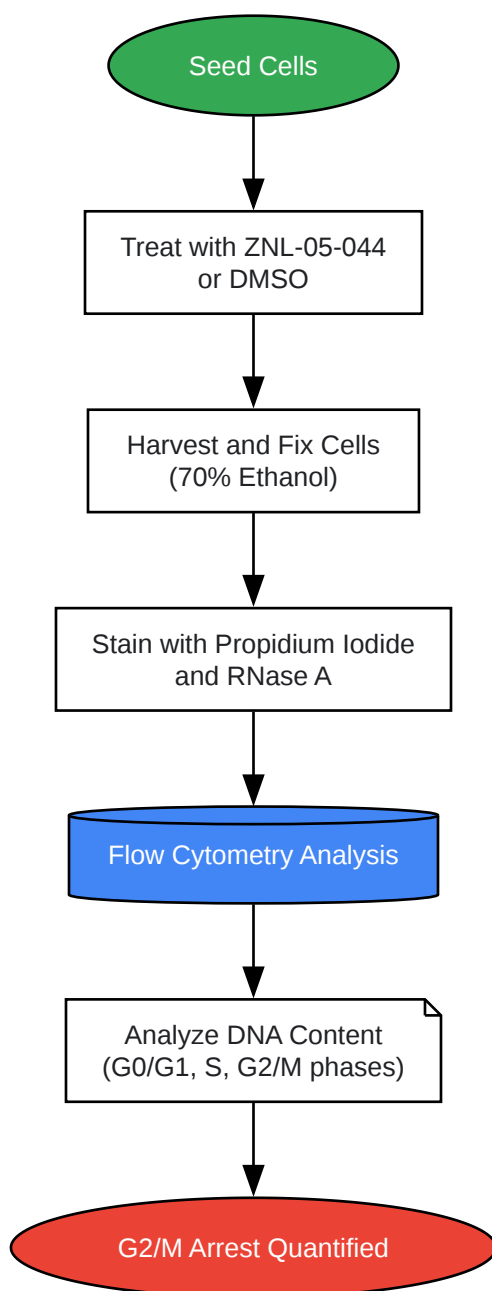 Seed Cells
Treat with ZNL-05-044
or DMSO
Harvest and Fix Cells
(70% Ethanol)
Stain with Propidium Iodide
and RNase A
Flow Cytometry Analysis
Analyze DNA Content
(G0/G1, S, G2/M phases)
G2/M Arrest Quantified